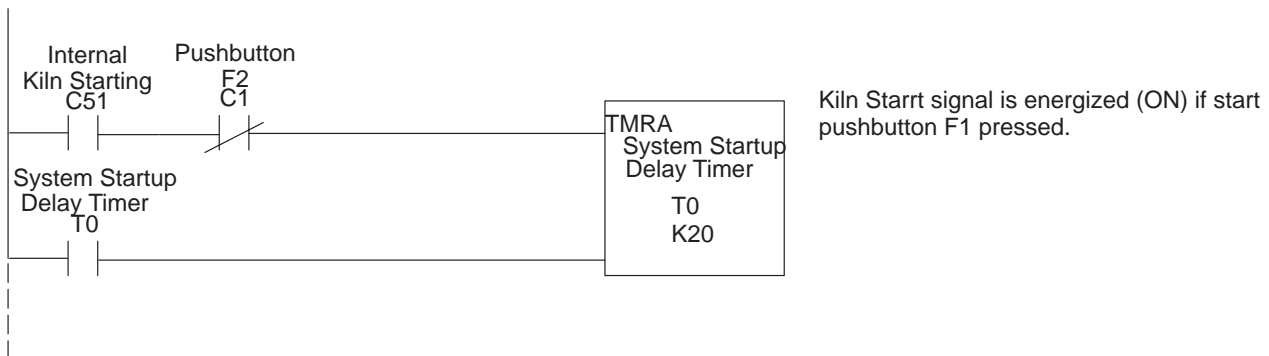 Internal
Kiln Starting
C51
Pushbutton
F2
C1
System Startup
Delay Timer
T0
TMRA
System Startup
Delay Timer
T0
K20
Kiln Starrt signal is energized (ON) if start
pushbutton F1 pressed.